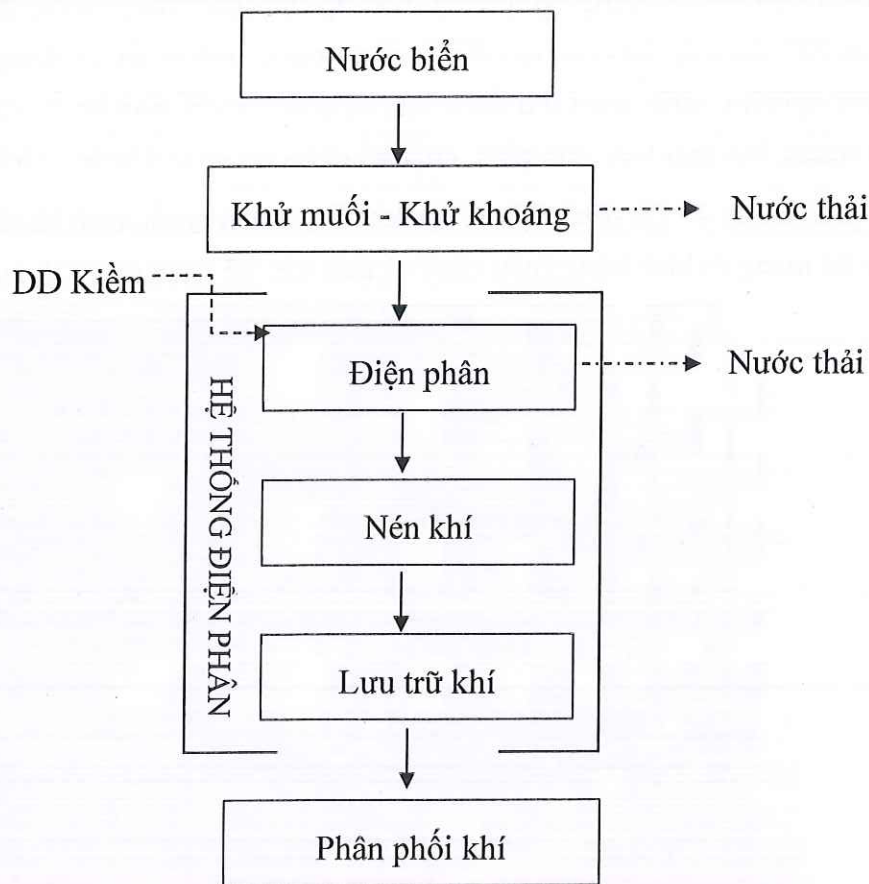 Nước biển
Khử muối - Khử khoáng
Nước thải
DD Kiềm
Điện phân
Nước thải
HỆ THỐNG ĐIỆN PHÂN
Nén khí
Lưu trữ khí
Phân phối khí